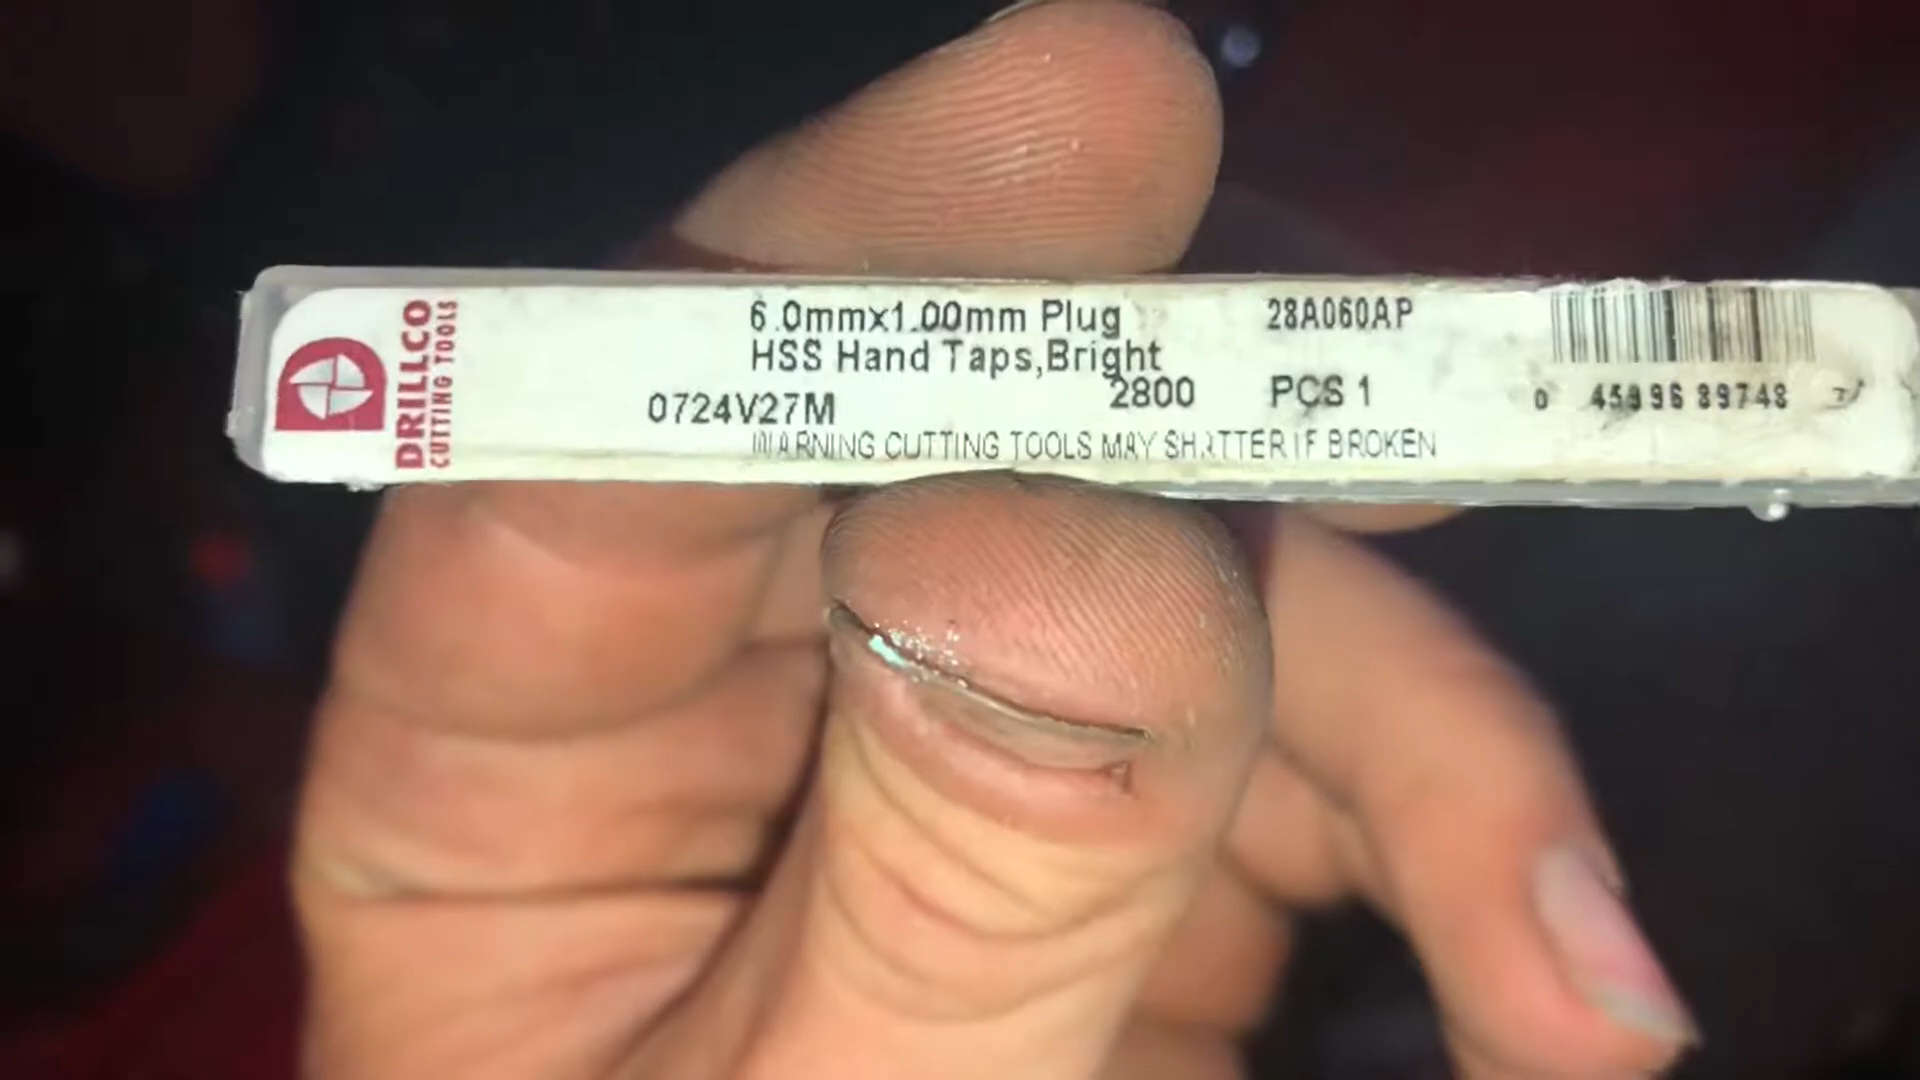 DRILLCO
CUTTING TOOLS
6.0mmx1.00mm Plug
HSS Hand Taps,Bright
28A060AP
0724V27M
2800
PCS 1
WARNING CUTTING TOOLS MAY SHATTER IF BROKEN
0 45996 89748 7